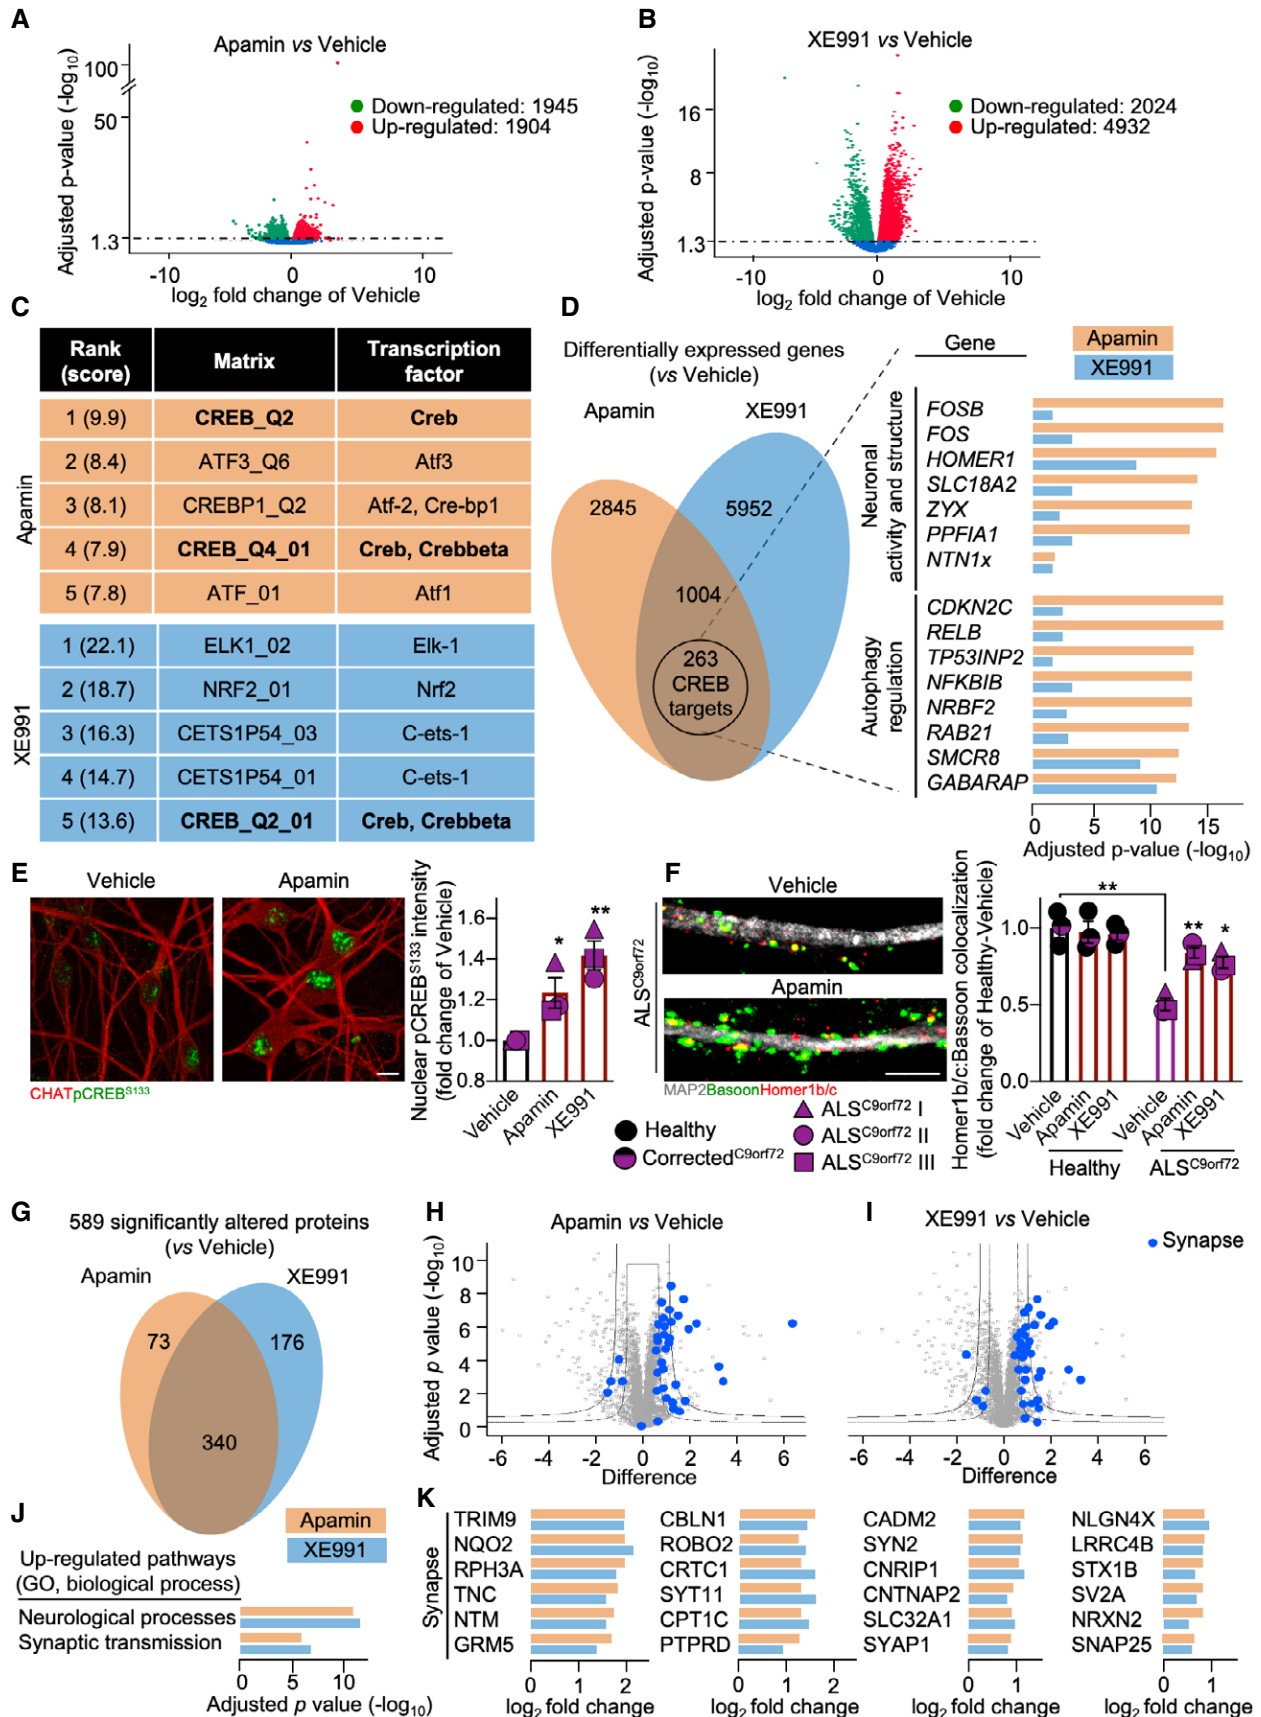 A
Apamin vs Vehicle
Adjusted p-value (-log10)
100
50
1.3
-10
0
10
log2 fold change of Vehicle
Down-regulated: 1945
Up-regulated: 1904
B
XE991 vs Vehicle
Adjusted p-value (-log10)
16
8
1.3
-10
0
10
log2 fold change of Vehicle
Down-regulated: 2024
Up-regulated: 4932
C
Rank (score) Matrix Transcription factor
Apamin
1 (9.9) CREB_Q2 Creb
2 (8.4) ATF3_Q6 Atf3
3 (8.1) CREBP1_Q2 Atf-2, Cre-bp1
4 (7.9) CREB_Q4_01 Creb, Crebbeta
5 (7.8) ATF_01 Atf1
XE991
1 (22.1) ELK1_02 Elk-1
2 (18.7) NRF2_01 Nrf2
3 (16.3) CETS1P54_03 C-ets-1
4 (14.7) CETS1P54_01 C-ets-1
5 (13.6) CREB_Q2_01 Creb, Crebbeta
D
Differentially expressed genes
(vs Vehicle)
Apamin
XE991
2845
5952
1004
263
CREB
targets
Gene
Apamin
XE991
Neuronal
activity and structure
FOSB
FOS
HOMER1
SLC18A2
ZYX
PPFIA1
NTN1x
Autophagy
regulation
CDKN2C
RELB
TP53INP2
NFKBIB
NRBF2
RAB21
SMCR8
GABARAP
0 5 10 15
Adjusted p-value (-log10)
E
Vehicle
Apamin
CHATpCREBS133
Nuclear pCREBS133 intensity
(fold change of Vehicle)
1.6
1.4
1.2
1.0
0.8
*
**
Vehicle
Apamin
XE991
F
ALSC9orf72
Vehicle
Apamin
MAP2BasoonHomer1b/c
Healthy
CorrectedC9orf72
ALSC9orf72 I
ALSC9orf72 II
ALSC9orf72 III
Homer1b/c:Bassoon colocalization
(fold change of Healthy-Vehicle)
1.0
0.5
0.0
**
**
*
Vehicle
Apamin
XE991
Vehicle
Apamin
XE991
Healthy
ALSC9orf72
G
589 significantly altered proteins
(vs Vehicle)
Apamin
XE991
73
176
340
H
Apamin vs Vehicle
Adjusted p value (-log10)
10
8
6
4
2
0
-6 -4 -2 0 2 4 6
Difference
I
XE991 vs Vehicle
Synapse
-6 -4 -2 0 2 4 6
Difference
J
Apamin
XE991
Up-regulated pathways
(GO, biological process)
Neurological processes
Synaptic transmission
0 5 10
Adjusted p value (-log10)
K
Synapse
TRIM9
NQO2
RPH3A
TNC
NTM
GRM5
0 1 2
log2 fold change
CBLN1
ROBO2
CRTC1
SYT11
CPT1C
PTPRD
0 1 2
log2 fold change
CADM2
SYN2
CNRIP1
CNTNAP2
SLC32A1
SYAP1
0 1
log2 fold change
NLGN4X
LRRC4B
STX1B
SV2A
NRXN2
SNAP25
0 1
log2 fold change